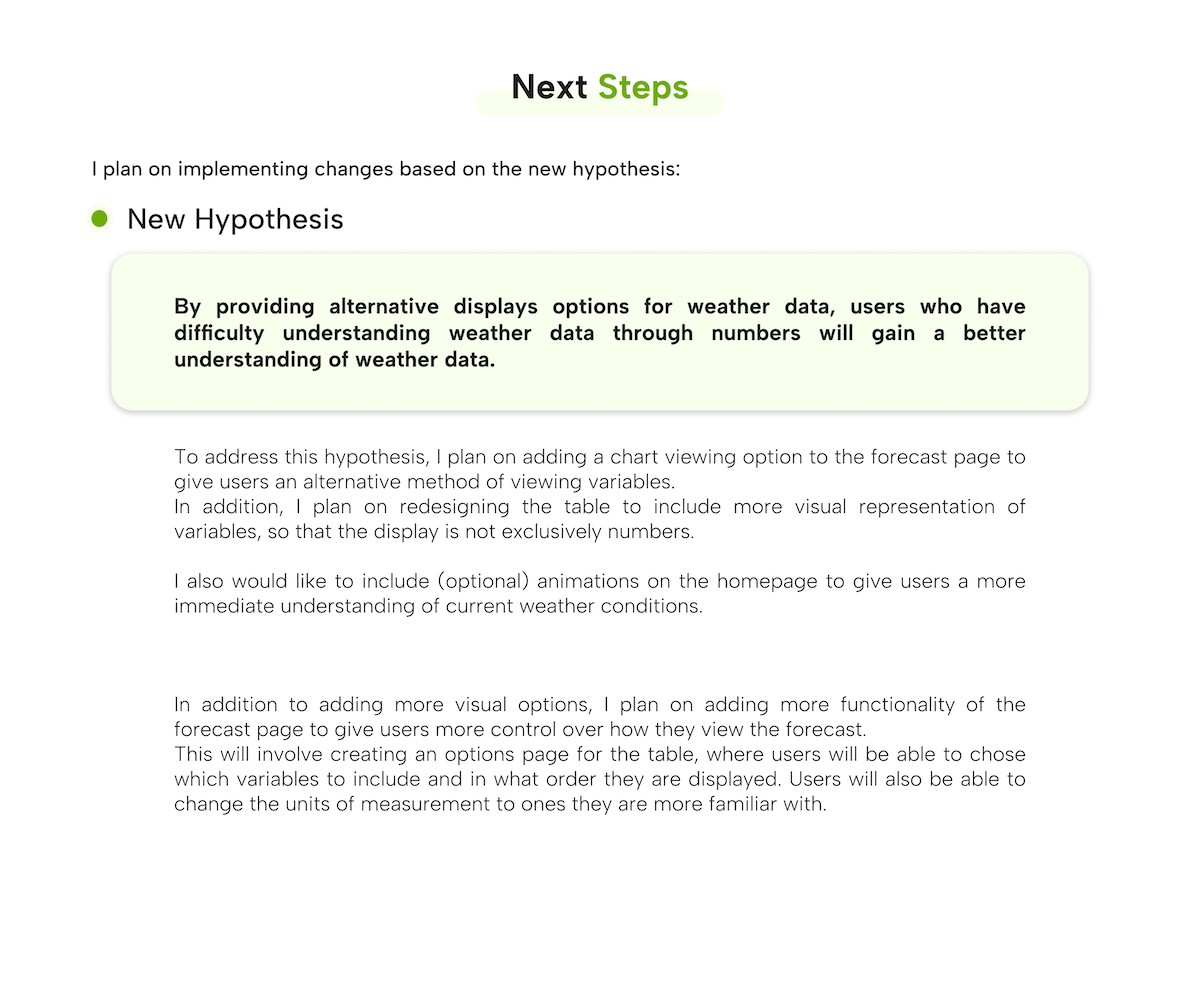 Next Steps
I plan on implementing changes based on the new hypothesis:
New Hypothesis
By providing alternative displays options for weather data, users who have
difficulty understanding weather data through numbers will gain a better
understanding of weather data.
To address this hypothesis, I plan on adding a chart viewing option to the forecast page to
give users an alternative method of viewing variables.
In addition, I plan on redesigning the table to include more visual representation of
variables, so that the display is not exclusively numbers.
I also would like to include (optional) animations on the homepage to give users a more
immediate understanding of current weather conditions.
In addition to adding more visual options, I plan on adding more functionality of the
forecast page to give users more control over how they view the forecast.
This will involve creating an options page for the table, where users will be able to chose
which variables to include and in what order they are displayed. Users will also be able to
change the units of measurement to ones they are more familiar with.